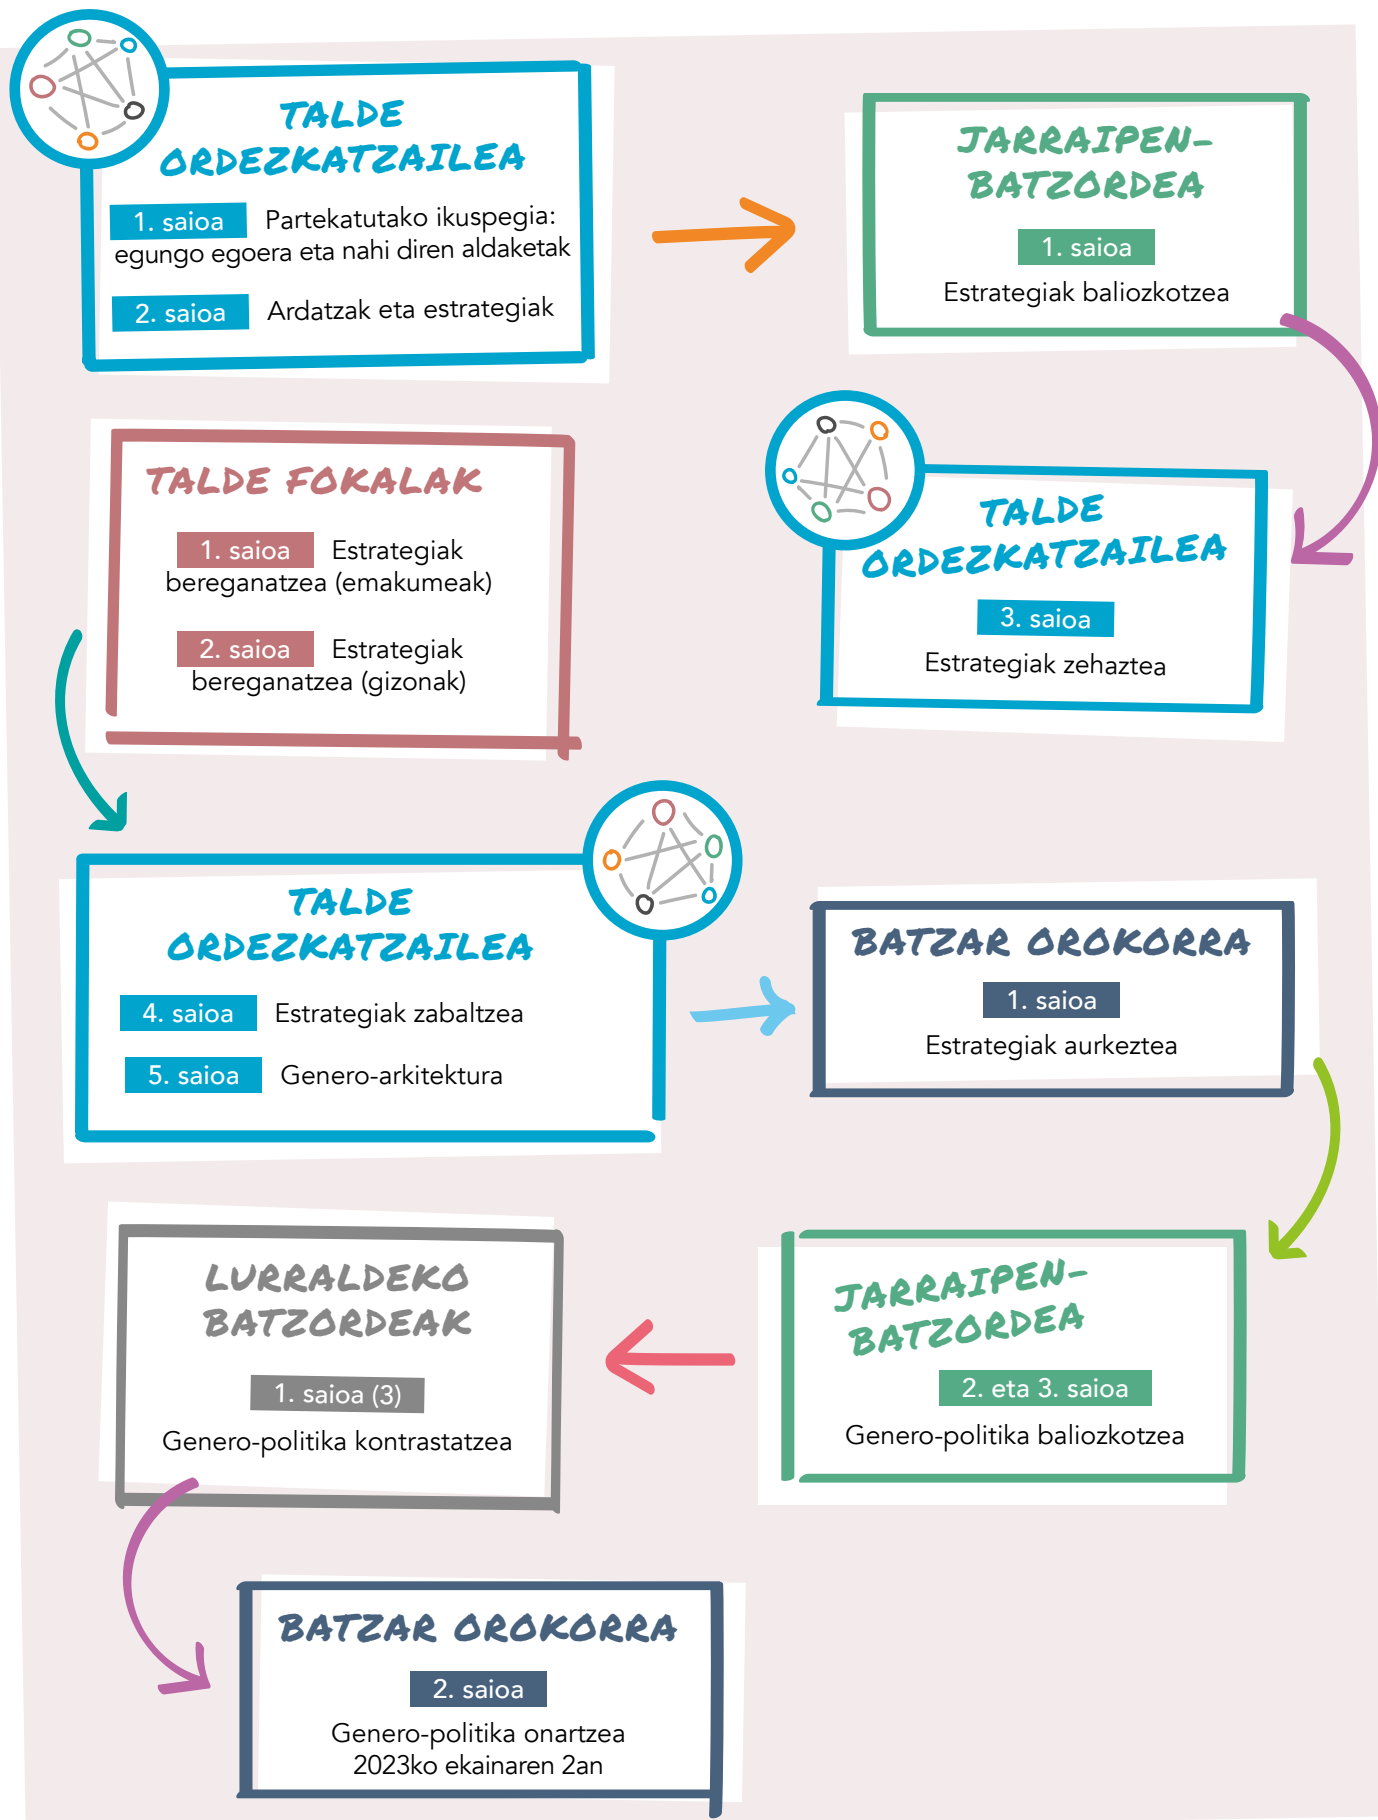 TALDE
ORDEZKATZAILEA
1. saioa Partekatutako ikuspegia:
egungo egoera eta nahi diren aldaketak
2. saioa Ardatzak eta estrategiak
JARRAIPEN-
BATZORDEA
1. saioa
Estrategiak baliozkotzea
TALDE FOKALAK
1. saioa Estrategiak
bereganatzea (emakumeak)
2. saioa Estrategiak
bereganatzea (gizonak)
TALDE
ORDEZKATZAILEA
3. saioa
Estrategiak zehaztea
TALDE
ORDEZKATZAILEA
4. saioa Estrategiak zabaltzea
5. saioa Genero-arkitektura
BATZAR OROKORRA
1. saioa
Estrategiak aurkeztea
LURRALDEKO
BATZORDEAK
1. saioa (3)
Genero-politika kontrastatzea
JARRAIPEN-
BATZORDEA
2. eta 3. saioa
Genero-politika baliozkotzea
BATZAR OROKORRA
2. saioa
Genero-politika onartzea
2023ko ekainaren 2an